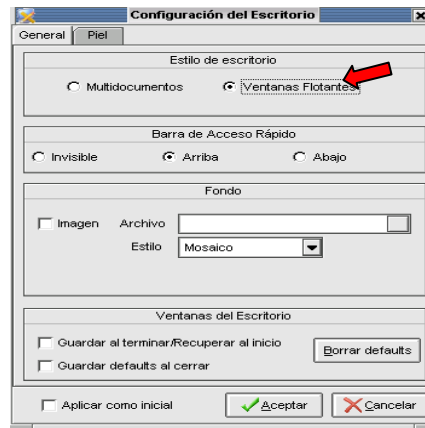 Configuración del Escritorio
General Piel
Estilo de escritorio
Multidocumentos Ventanas Flotantes
Barra de Acceso Rápido
Invisible Arriba Abajo
Fondo
Imagen Archivo
Estilo Mosaico
Ventanas del Escritorio
Guardar al terminar/Recuperar al inicio
Borrar defaults
Guardar defaults al cerrar
Aplicar como inicial Aceptar Cancelar